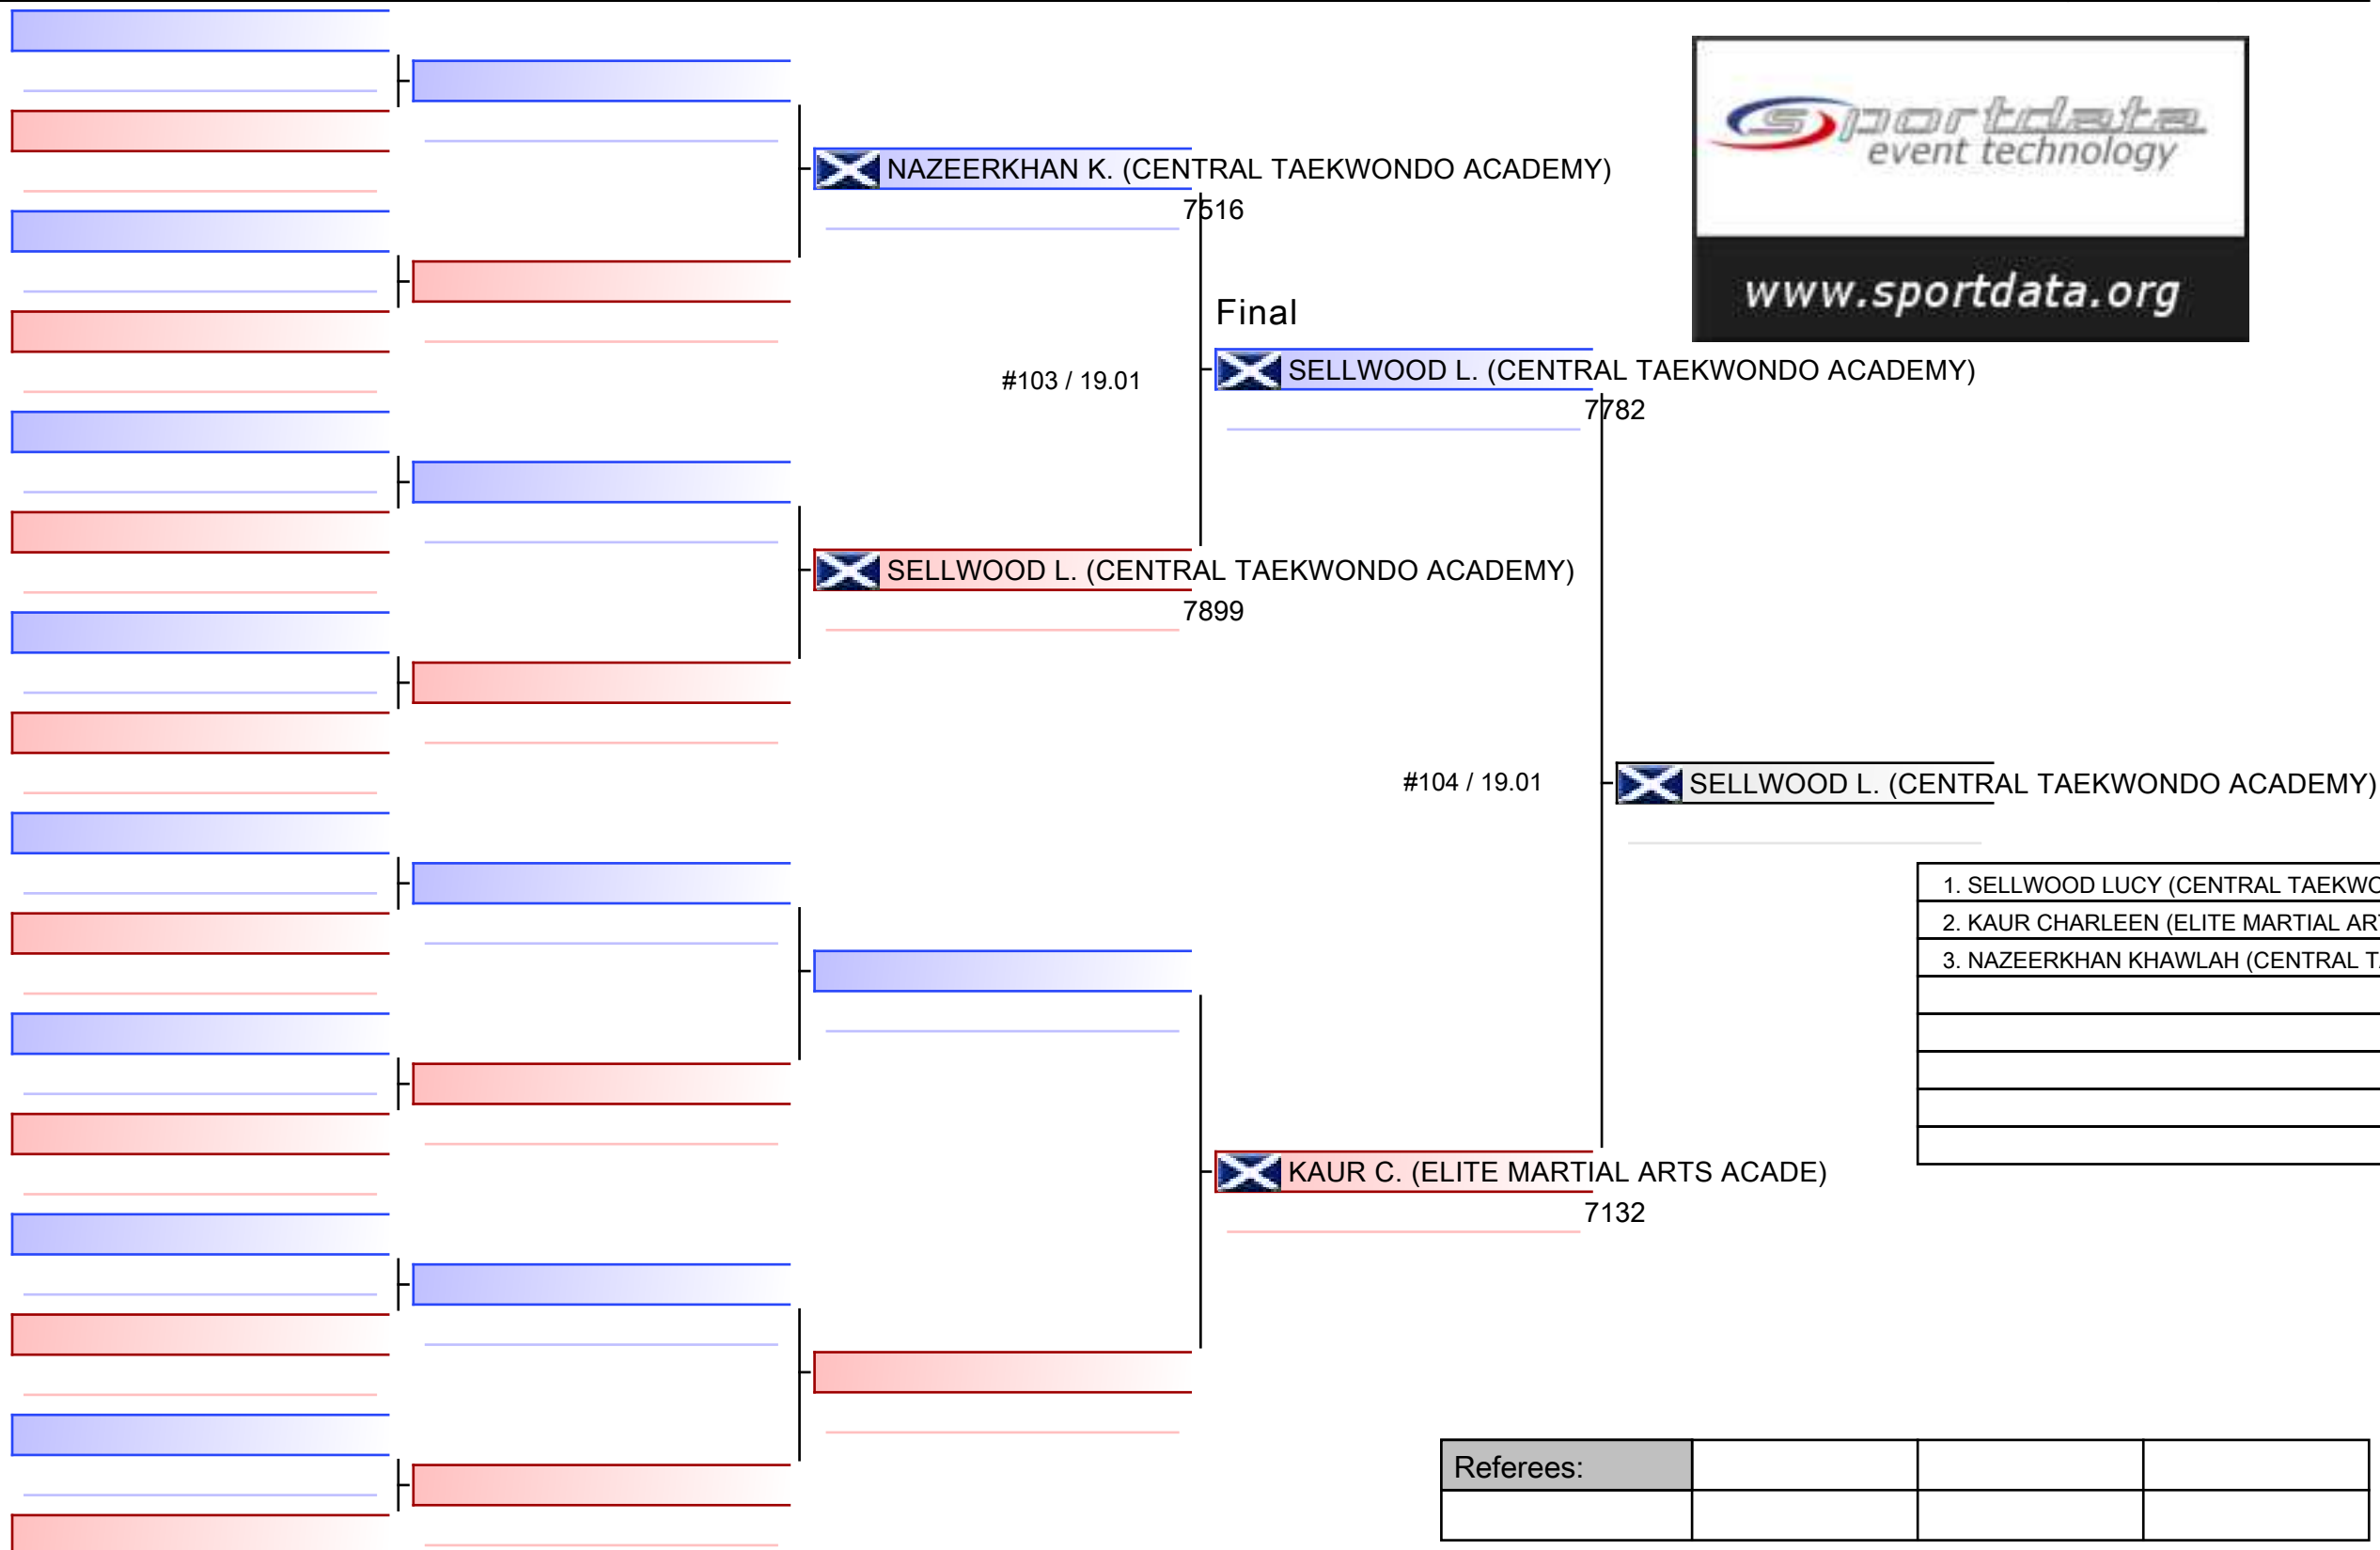 sportdata
event technology
www.sportdata.org
NAZEERKHAN K. (CENTRAL TAEKWONDO ACADEMY)
7516
Final
#103 / 19.01
SELLWOOD L. (CENTRAL TAEKWONDO ACADEMY)
7782
SELLWOOD L. (CENTRAL TAEKWONDO ACADEMY)
7899
#104 / 19.01
SELLWOOD L. (CENTRAL TAEKWONDO ACADEMY)
1. SELLWOOD LUCY (CENTRAL TAEKWO
2. KAUR CHARLEEN (ELITE MARTIAL AR
3. NAZEERKHAN KHAWLAH (CENTRAL T
KAUR C. (ELITE MARTIAL ARTS ACADE)
7132
Referees: